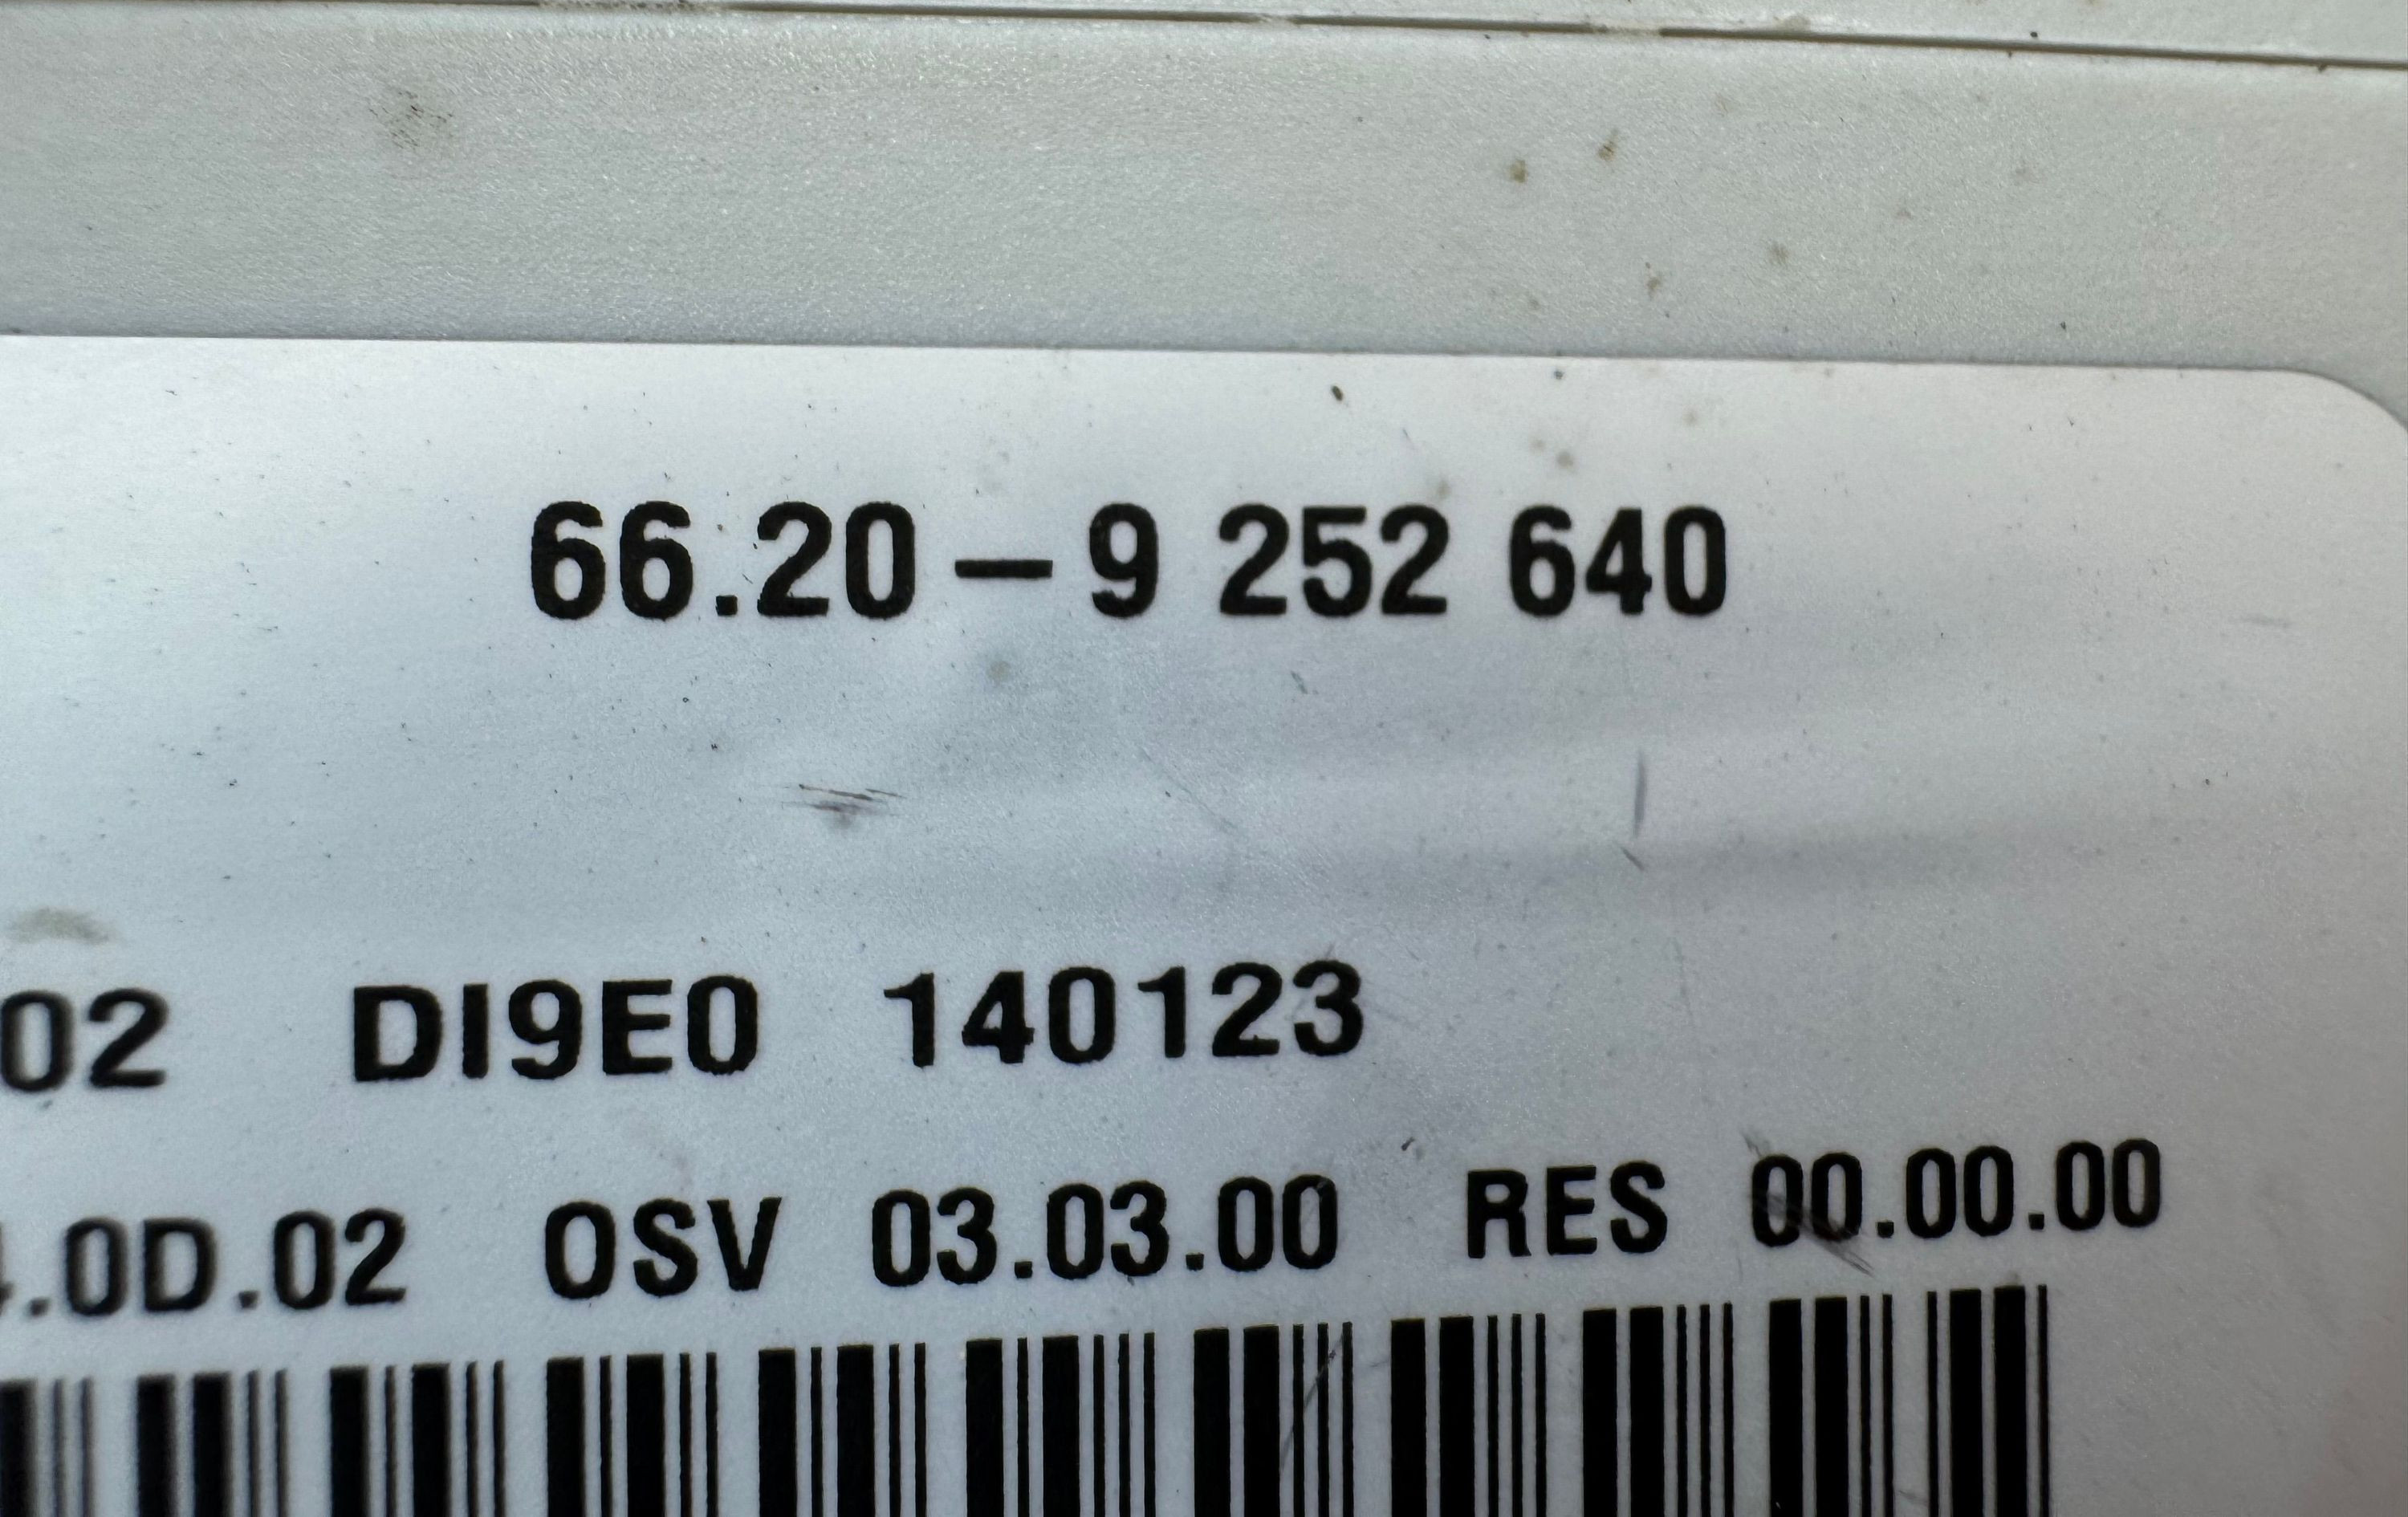 66.20-9 252 640
02 DI9E0 140123
.0D.02 OSV 03.03.00 RES 00.00.00